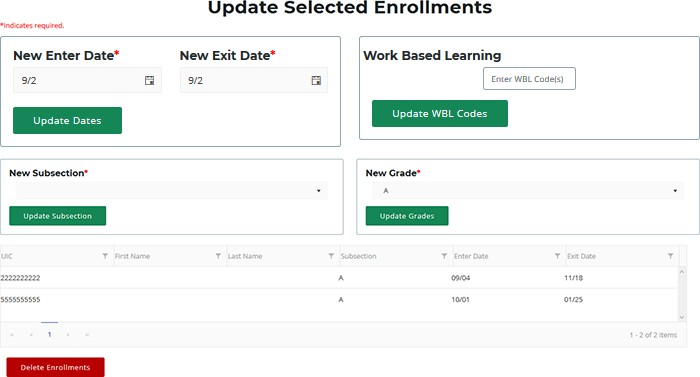 Update Selected Enrollments
*Indicates required.
New Enter Date* New Exit Date*
9/2 9/2
Update Dates
Work Based Learning
Enter WBL Code(s)
Update WBL Codes
New Subsection*
Update Subsection
New Grade*
A
Update Grades
UIC First Name Last Name Subsection Enter Date Exit Date
2222222222 A 09/04 11/18
5555555555 A 10/01 01/25
1 1 - 2 of 2 items
Delete Enrollments